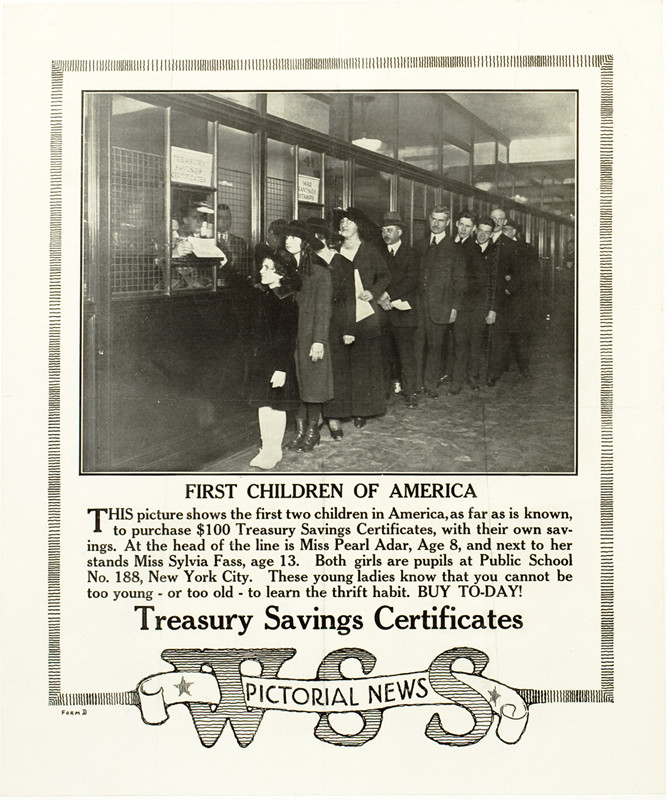 TREASURY
SAVINGS
CERTIFICATES
WAR
SAVINGS
STAMPS
FIRST CHILDREN OF AMERICA
THIS picture shows the first two children in America, as far as is known,
to purchase $100 Treasury Savings Certificates, with their own sav-
ings. At the head of the line is Miss Pearl Adar, Age 8, and next to her
stands Miss Sylvia Fass, age 13. Both girls are pupils at Public School
No. 188, New York City. These young ladies know that you cannot be
too young - or too old - to learn the thrift habit. BUY TO-DAY!
Treasury Savings Certificates
WSS
PICTORIAL NEWS
FORM B